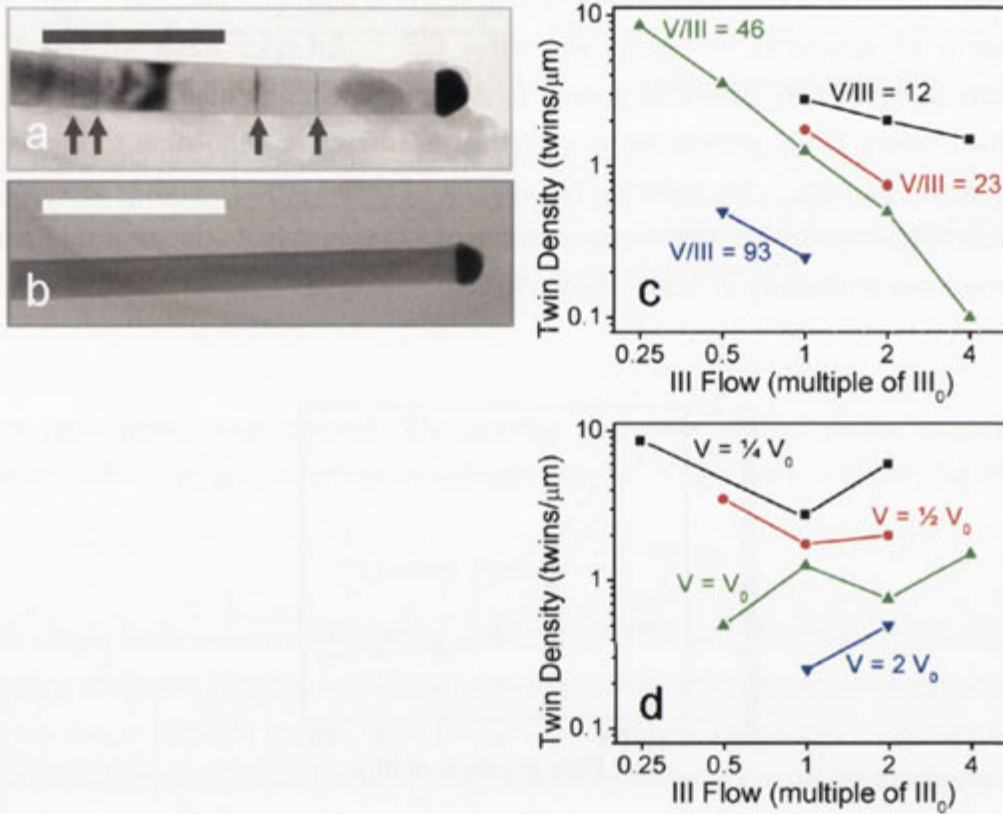 a
b
c
10
1
0.1
Twin Density (twins/μm)
V/III = 46
V/III = 12
V/III = 23
V/III = 93
0.25 0.5 1 2 4
III Flow (multiple of III₀)
d
10
1
0.1
Twin Density (twins/μm)
V = ¼ V₀
V = ½ V₀
V = V₀
V = 2 V₀
0.25 0.5 1 2 4
III Flow (multiple of III₀)